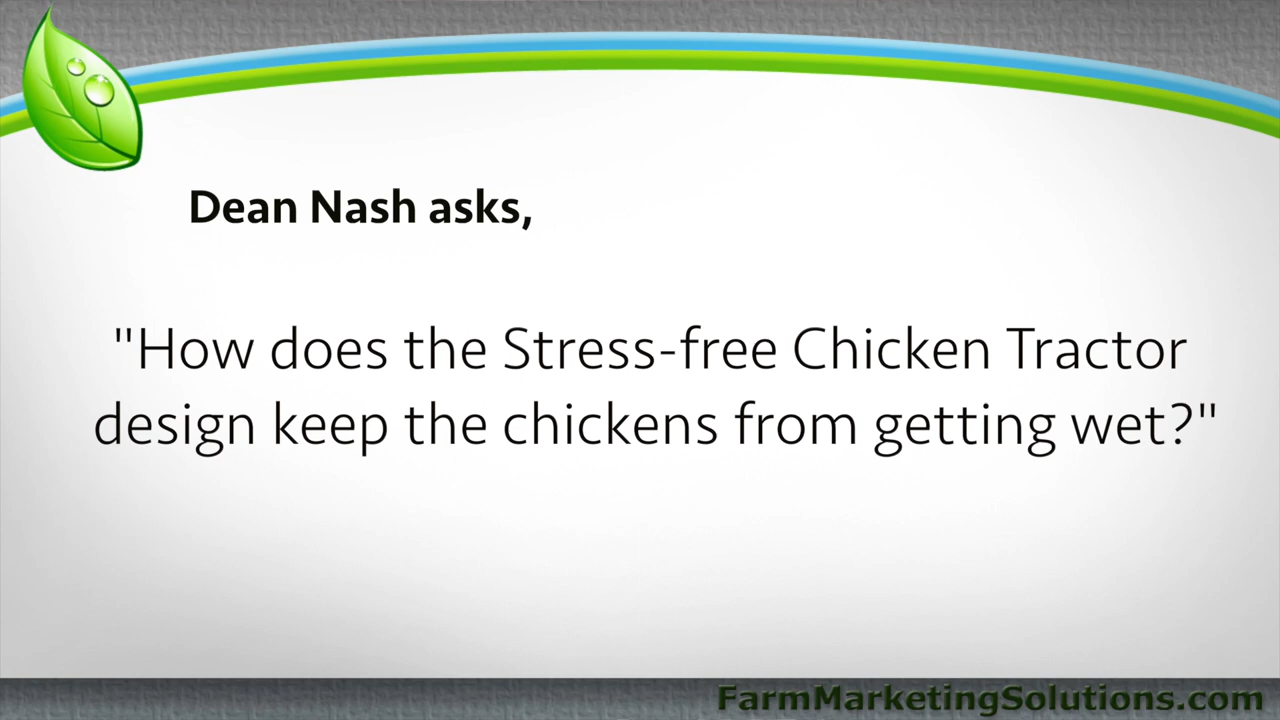 Dean Nash asks,
"How does the Stress-free Chicken Tractor
design keep the chickens from getting wet?"
FarmMarketingSolutions.com